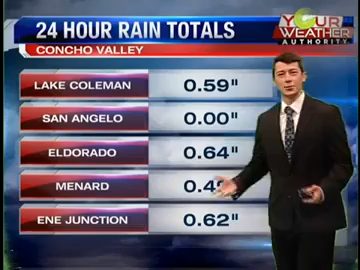 24 HOUR RAIN TOTALS
CONCHO VALLEY
YOUR
WEATHER
AUTHORITY
LAKE COLEMAN 0.59"
SAN ANGELO 0.00"
ELDORADO 0.64"
MENARD
ENE JUNCTION 0.62"